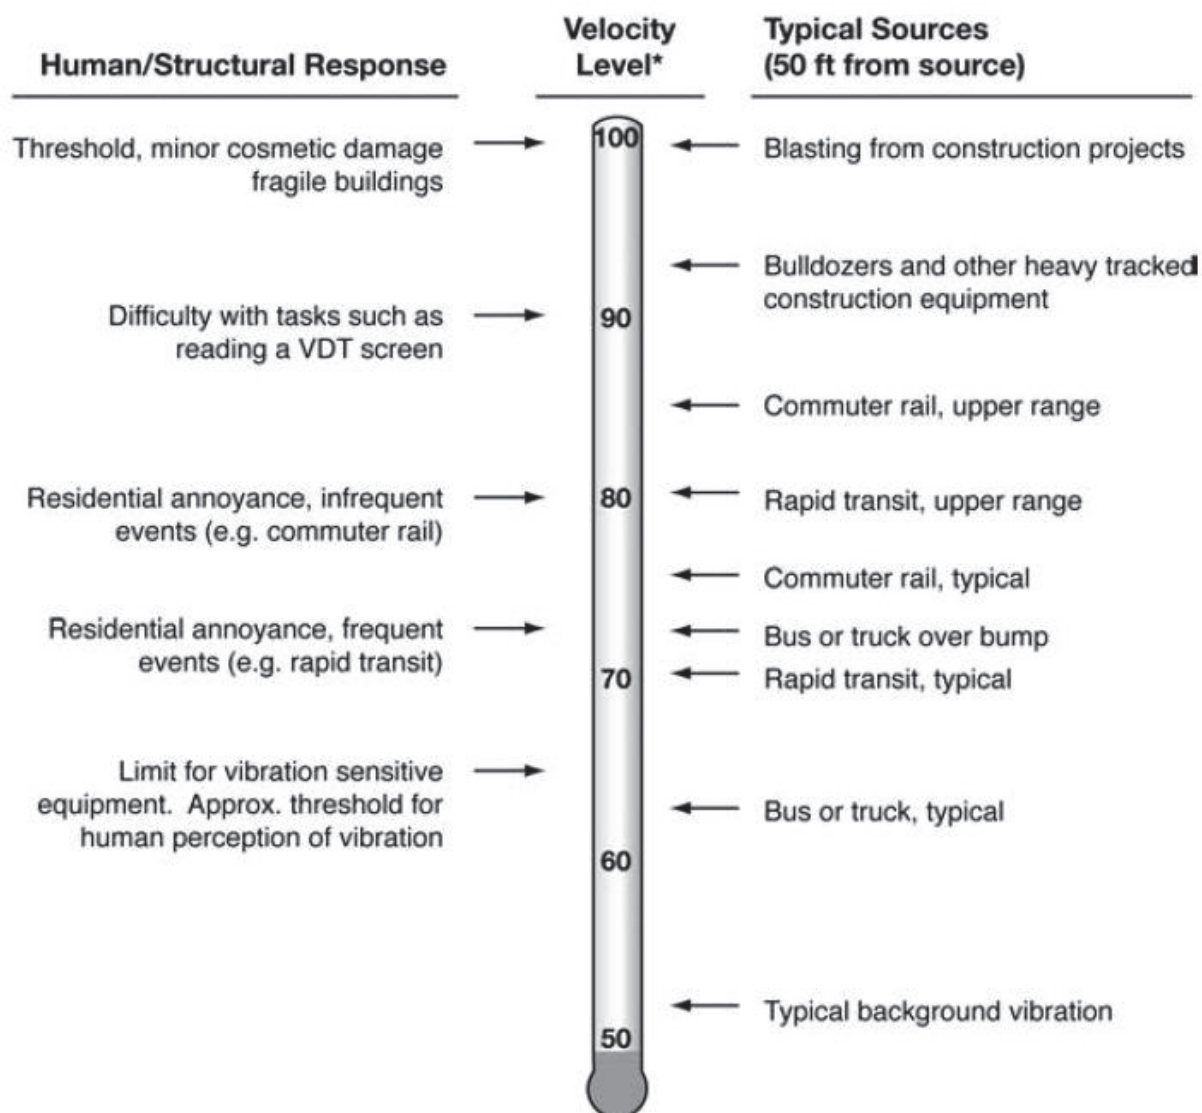 Human/Structural Response
Velocity
Level*
Typical Sources
(50 ft from source)
Threshold, minor cosmetic damage
fragile buildings
100
Blasting from construction projects
Bulldozers and other heavy tracked
construction equipment
Difficulty with tasks such as
reading a VDT screen
90
Commuter rail, upper range
Residential annoyance, infrequent
events (e.g. commuter rail)
80
Rapid transit, upper range
Commuter rail, typical
Residential annoyance, frequent
events (e.g. rapid transit)
Bus or truck over bump
70
Rapid transit, typical
Limit for vibration sensitive
equipment. Approx. threshold for
human perception of vibration
Bus or truck, typical
60
Typical background vibration
50